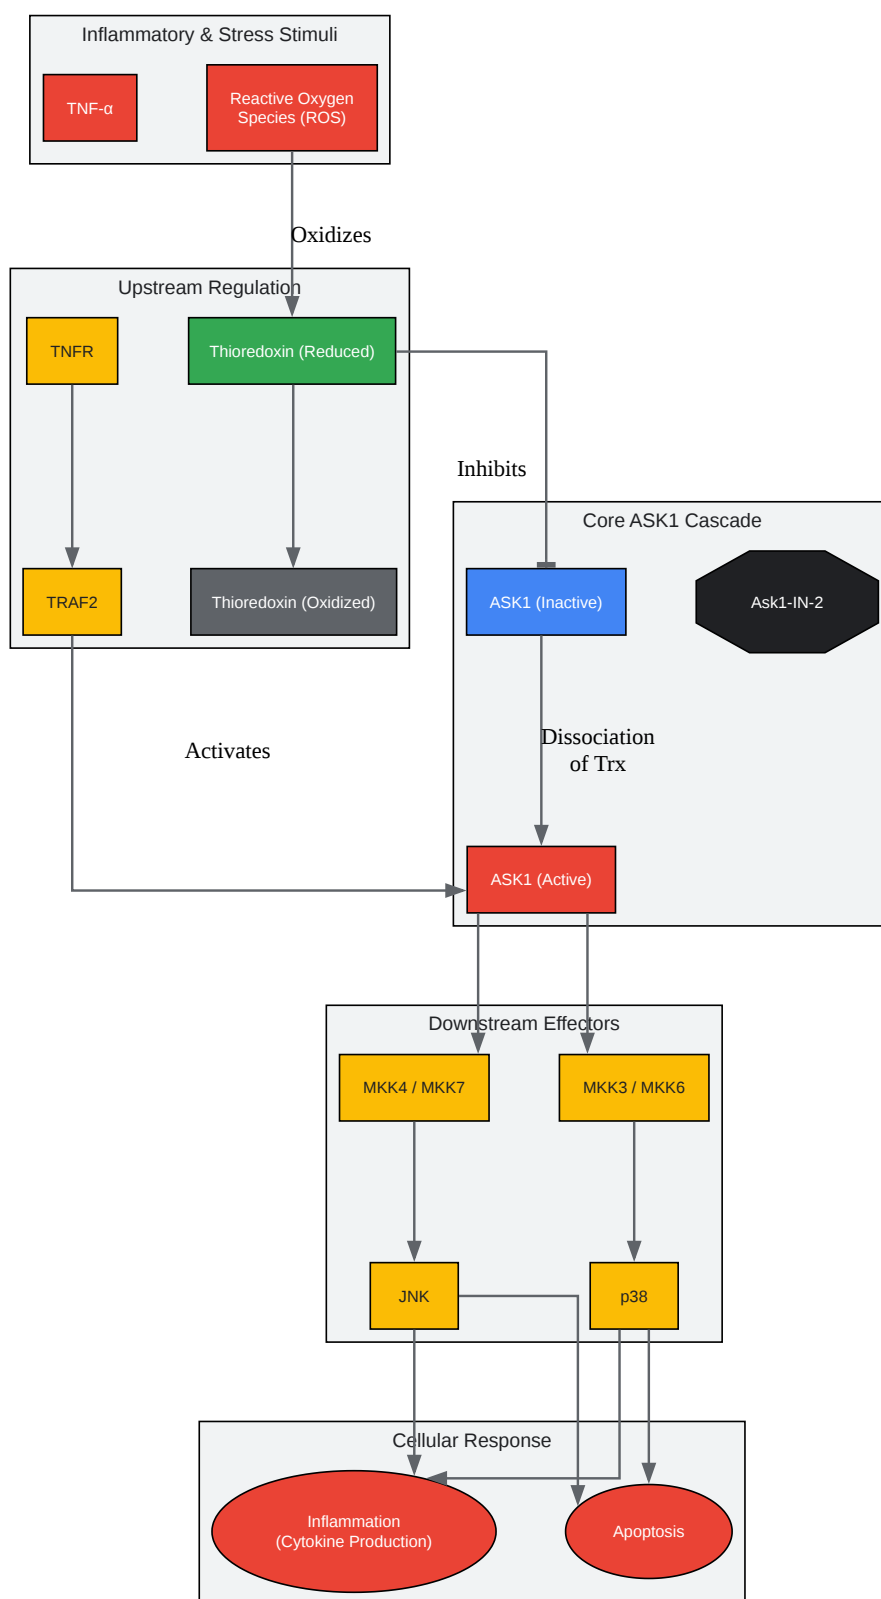 Inflammatory & Stress Stimuli
TNF-α
Reactive Oxygen
Species (ROS)
Oxidizes
Upstream Regulation
TNFR
Thioredoxin (Reduced)
Inhibits
Core ASK1 Cascade
TRAF2
Thioredoxin (Oxidized)
ASK1 (Inactive)
Ask1-IN-2
Activates
Dissociation
of Trx
ASK1 (Active)
Downstream Effectors
MKK4 / MKK7
MKK3 / MKK6
JNK
p38
Cellular Response
Inflammation
(Cytokine Production)
Apoptosis